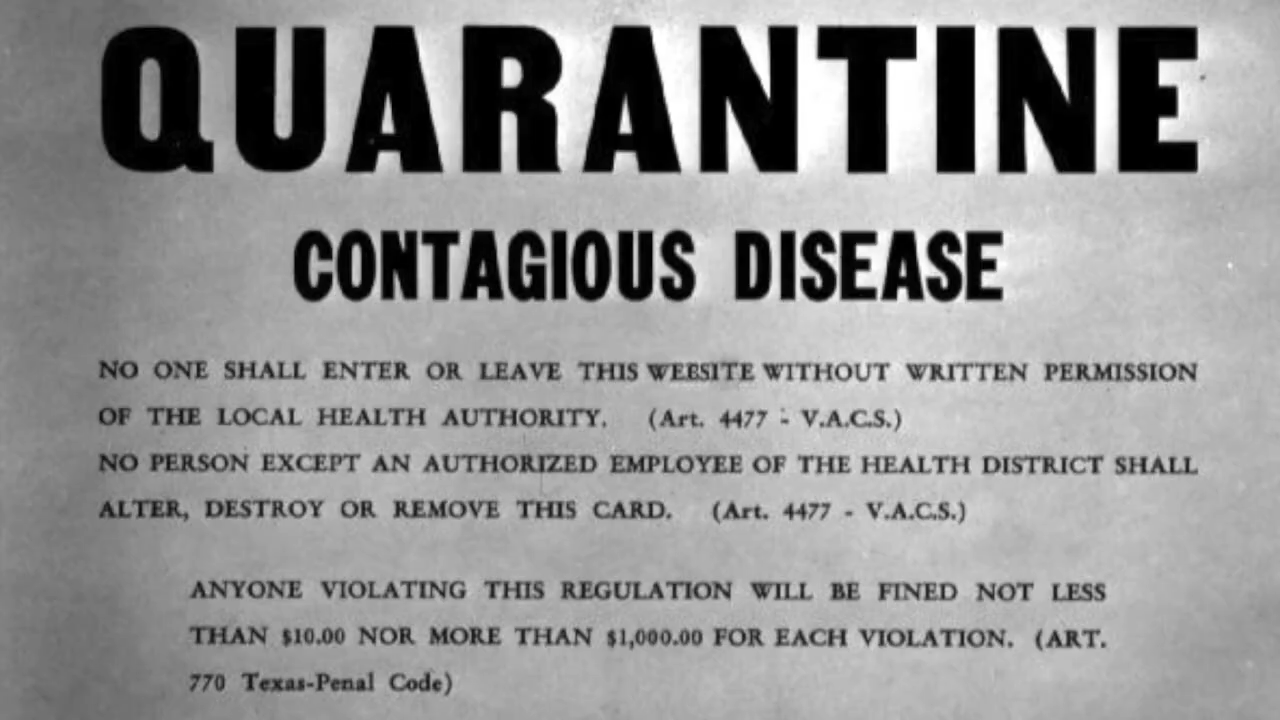 QUARANTINE
CONTAGIOUS DISEASE
NO ONE SHALL ENTER OR LEAVE THIS WEBSITE WITHOUT WRITTEN PERMISSION
OF THE LOCAL HEALTH AUTHORITY. (Art. 4477 - V.A.C.S.)
NO PERSON EXCEPT AN AUTHORIZED EMPLOYEE OF THE HEALTH DISTRICT SHALL
ALTER, DESTROY OR REMOVE THIS CARD. (Art. 4477 - V.A.C.S.)
ANYONE VIOLATING THIS REGULATION WILL BE FINED NOT LESS
THAN $10.00 NOR MORE THAN $1,000.00 FOR EACH VIOLATION. (ART.
770 Texas-Penal Code)